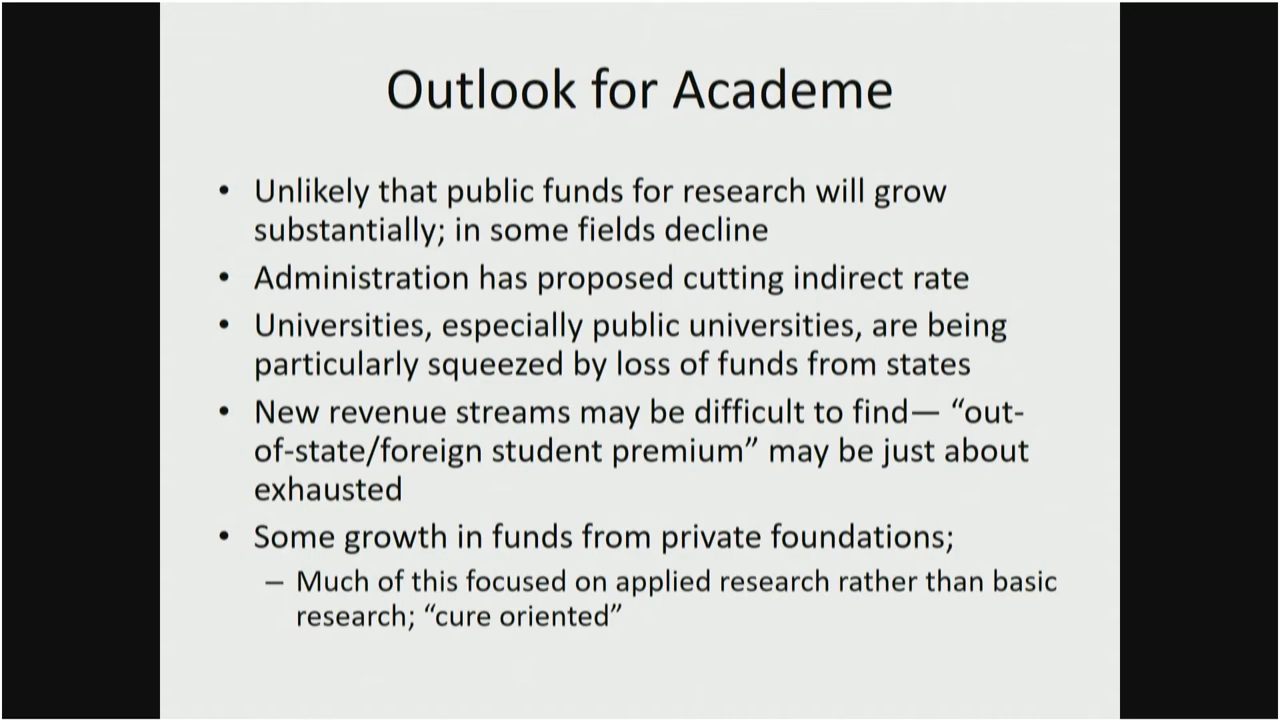 Outlook for Academe
• Unlikely that public funds for research will grow
substantially; in some fields decline
• Administration has proposed cutting indirect rate
• Universities, especially public universities, are being
particularly squeezed by loss of funds from states
• New revenue streams may be difficult to find— “out-
of-state/foreign student premium” may be just about
exhausted
• Some growth in funds from private foundations;
– Much of this focused on applied research rather than basic
research; “cure oriented”